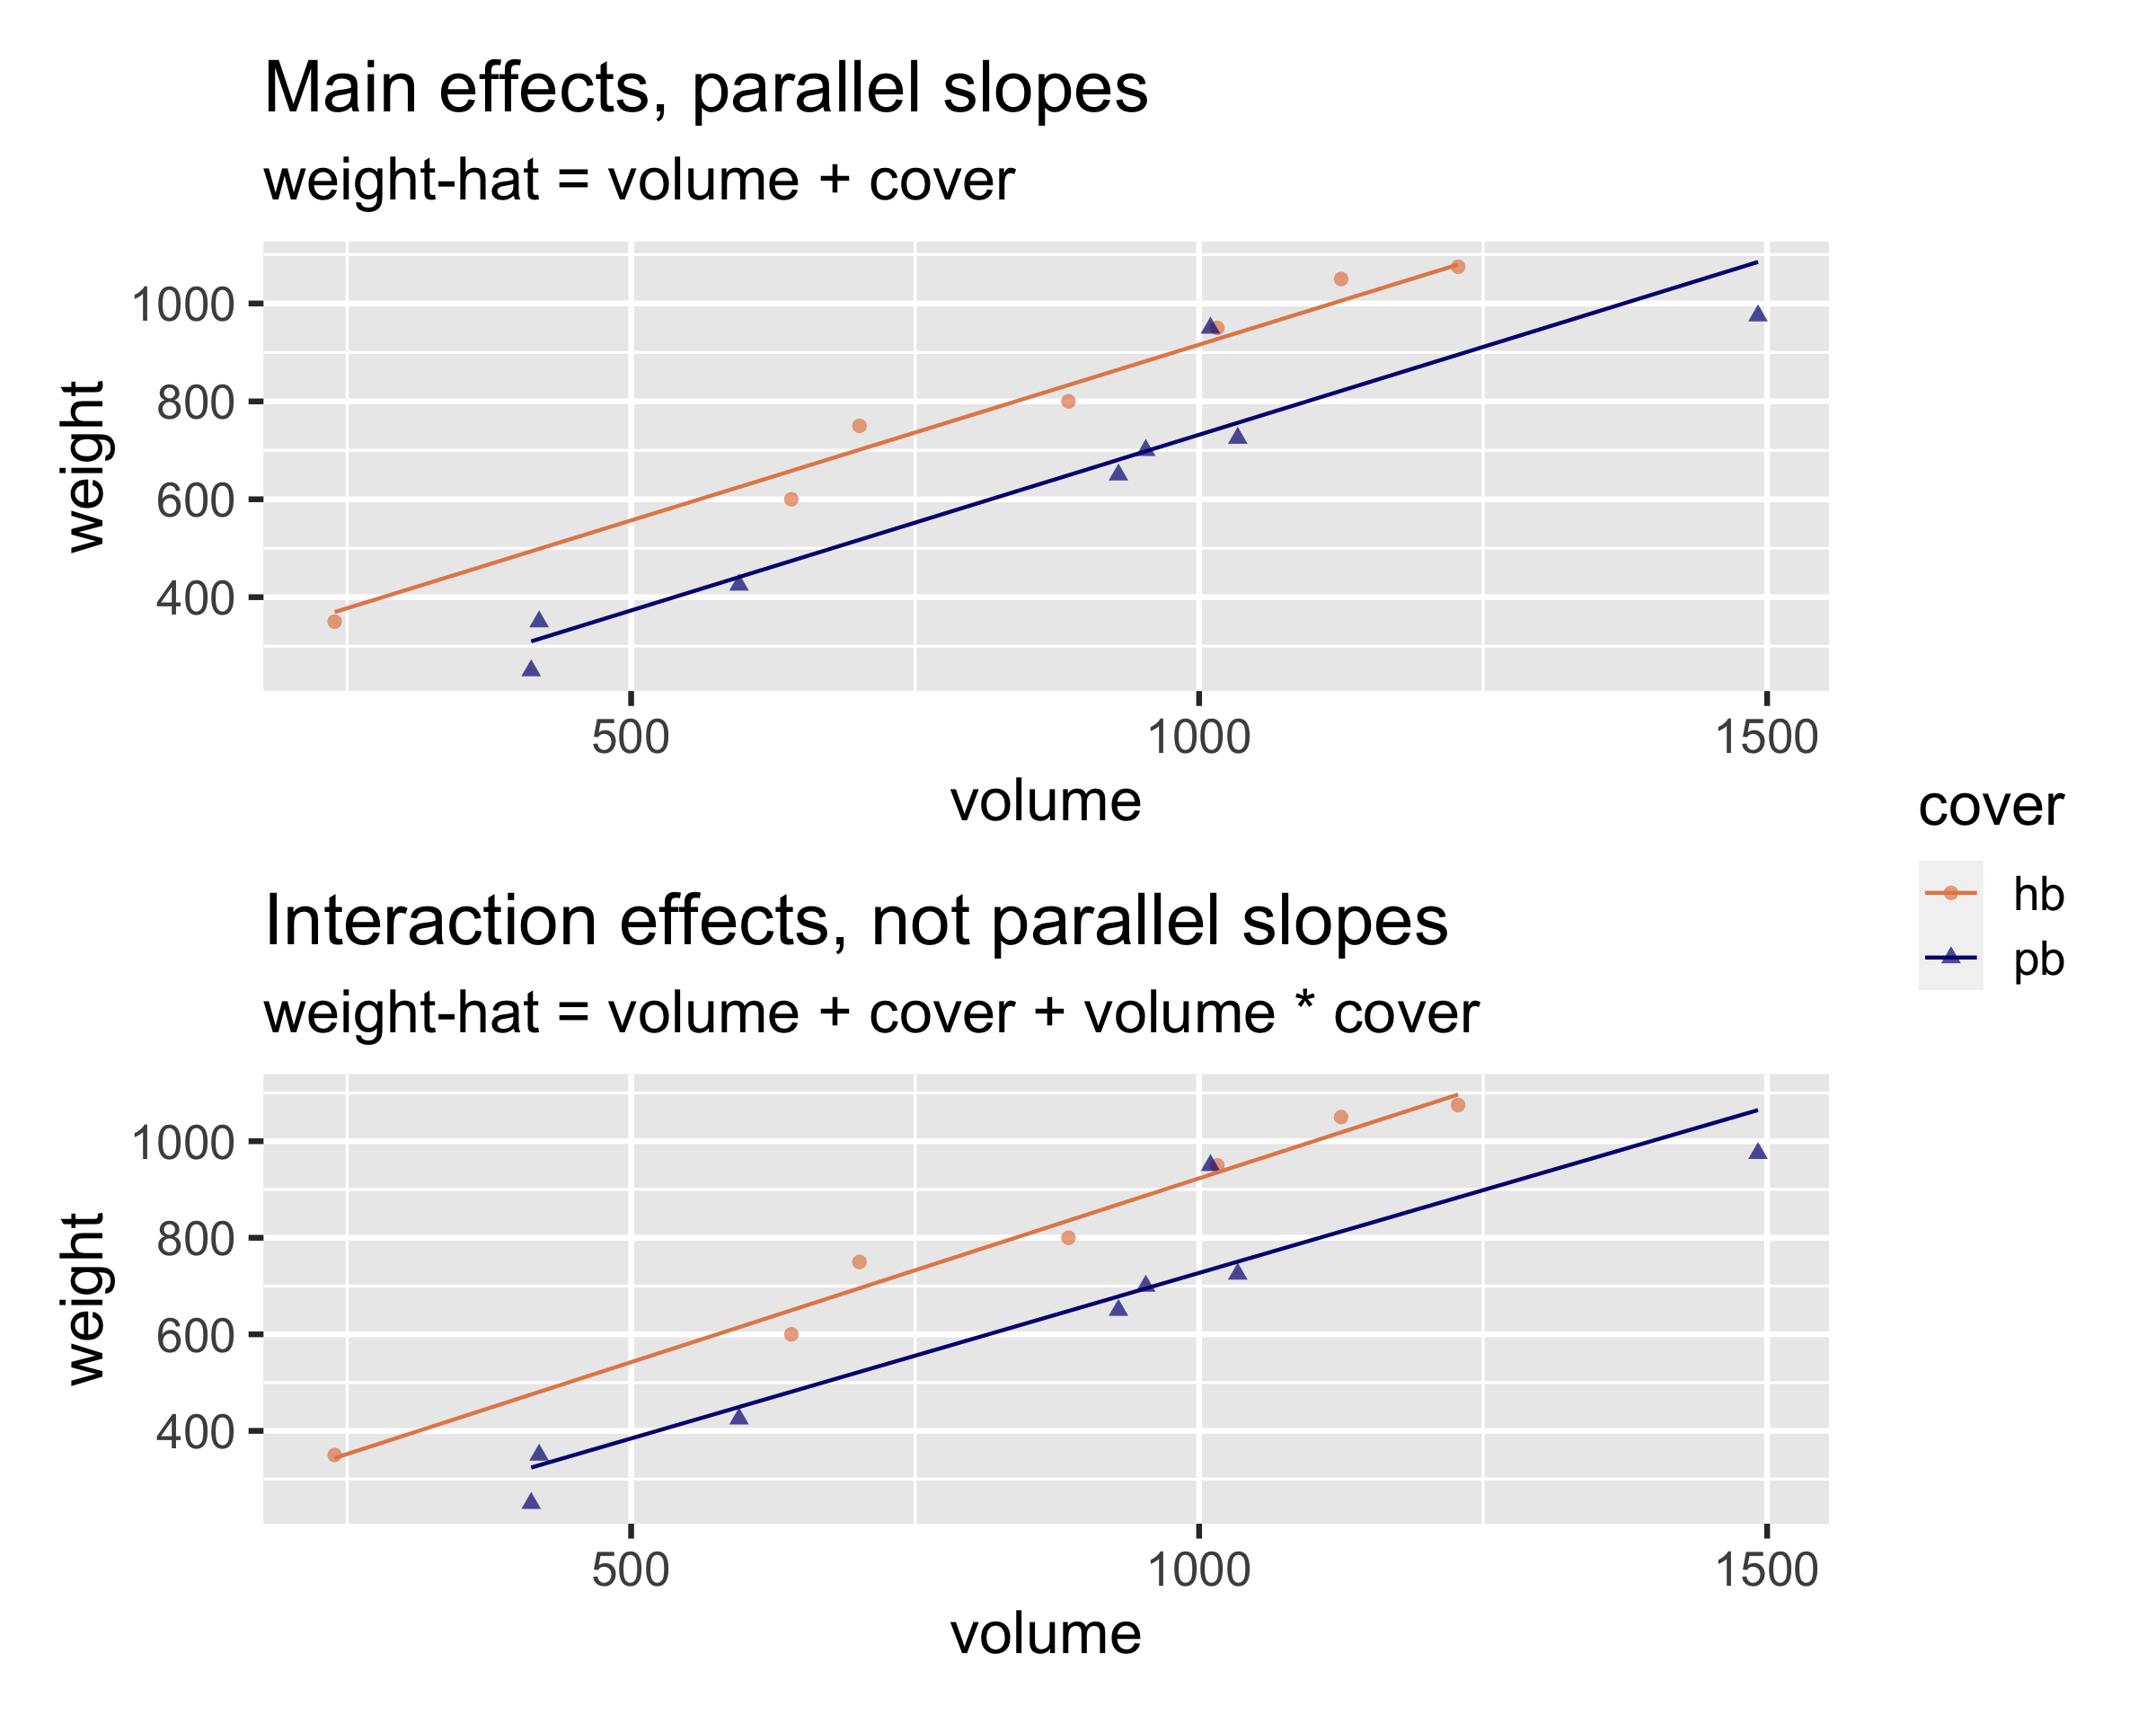 Main effects, parallel slopes
weight-hat = volume + cover
weight
1000
800
600
400
500 1000 1500
volume
Interaction effects, not parallel slopes
weight-hat = volume + cover + volume * cover
weight
1000
800
600
400
500 1000 1500
volume
cover
hb
pb